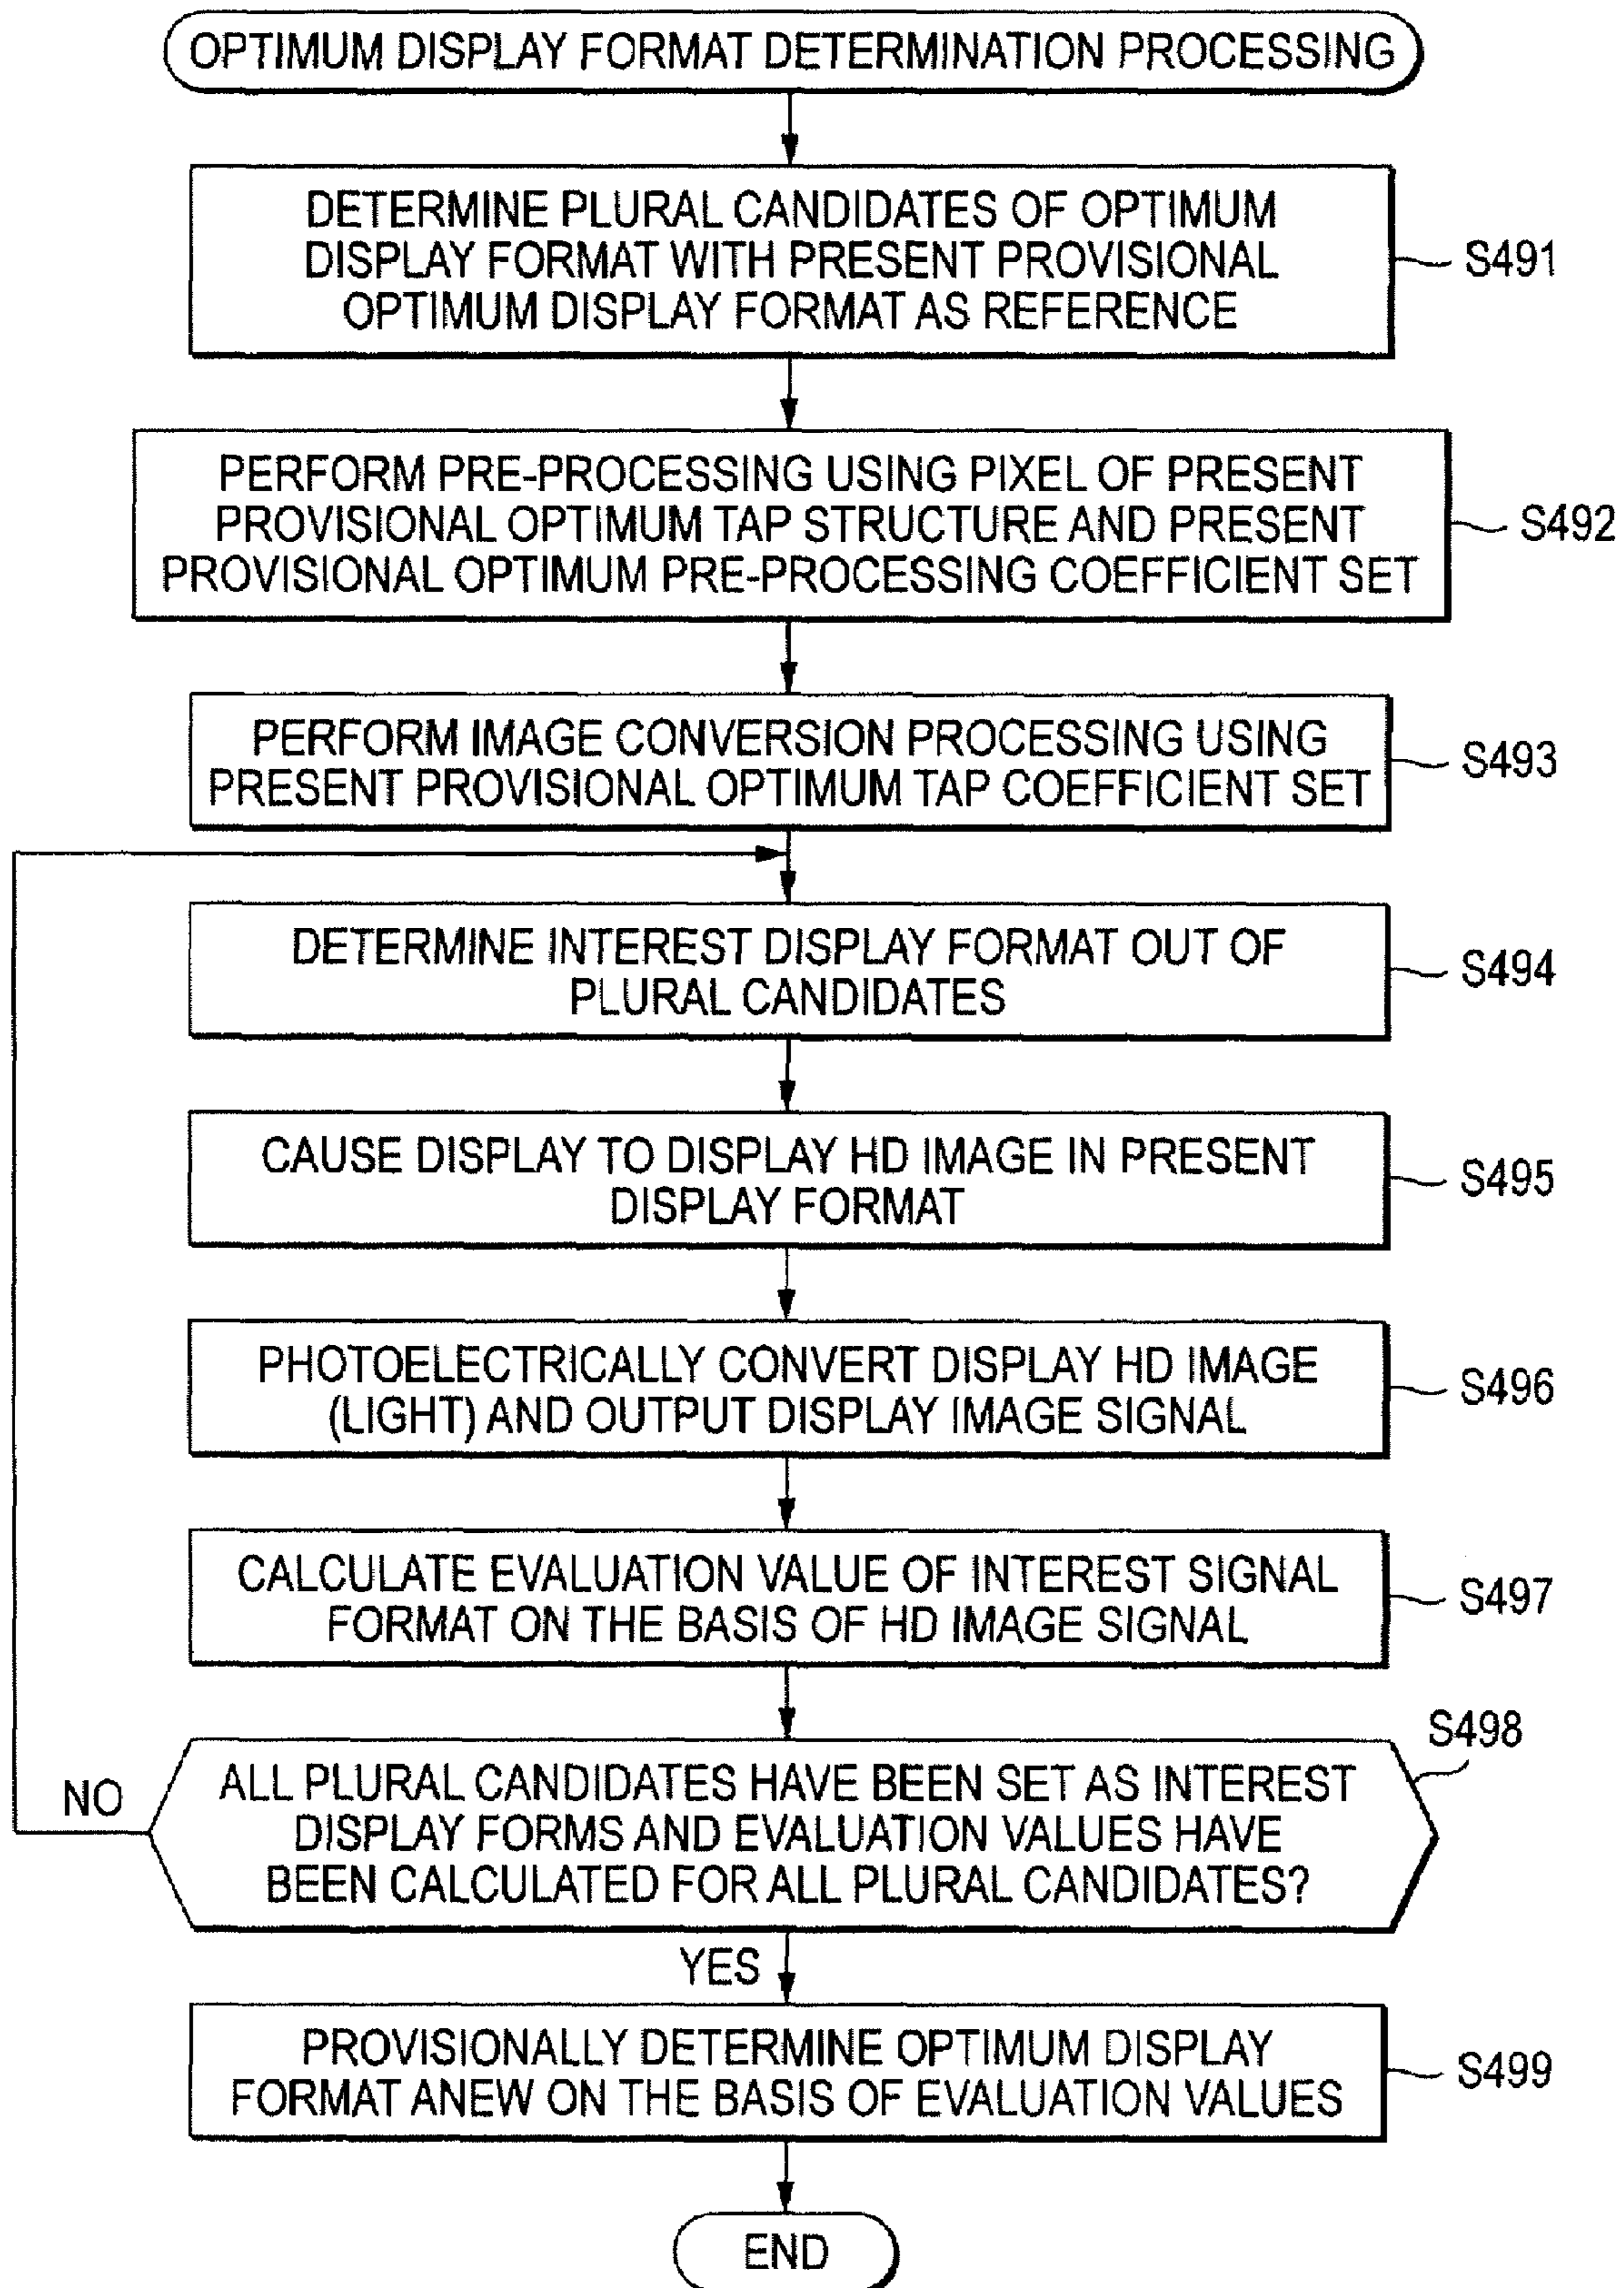 OPTIMUM DISPLAY FORMAT DETERMINATION PROCESSING
DETERMINE PLURAL CANDIDATES OF OPTIMUM
DISPLAY FORMAT WITH PRESENT PROVISIONAL
OPTIMUM DISPLAY FORMAT AS REFERENCE
S491
PERFORM PRE-PROCESSING USING PIXEL OF PRESENT
PROVISIONAL OPTIMUM TAP STRUCTURE AND PRESENT
PROVISIONAL OPTIMUM PRE-PROCESSING COEFFICIENT SET
S492
PERFORM IMAGE CONVERSION PROCESSING USING
PRESENT PROVISIONAL OPTIMUM TAP COEFFICIENT SET
S493
DETERMINE INTEREST DISPLAY FORMAT OUT OF
PLURAL CANDIDATES
S494
CAUSE DISPLAY TO DISPLAY HD IMAGE IN PRESENT
DISPLAY FORMAT
S495
PHOTOELECTRICALLY CONVERT DISPLAY HD IMAGE
(LIGHT) AND OUTPUT DISPLAY IMAGE SIGNAL
S496
CALCULATE EVALUATION VALUE OF INTEREST SIGNAL
FORMAT ON THE BASIS OF HD IMAGE SIGNAL
S497
S498
ALL PLURAL CANDIDATES HAVE BEEN SET AS INTEREST
DISPLAY FORMS AND EVALUATION VALUES HAVE
BEEN CALCULATED FOR ALL PLURAL CANDIDATES?
NO
YES
PROVISIONALLY DETERMINE OPTIMUM DISPLAY
FORMAT ANEW ON THE BASIS OF EVALUATION VALUES
S499
END